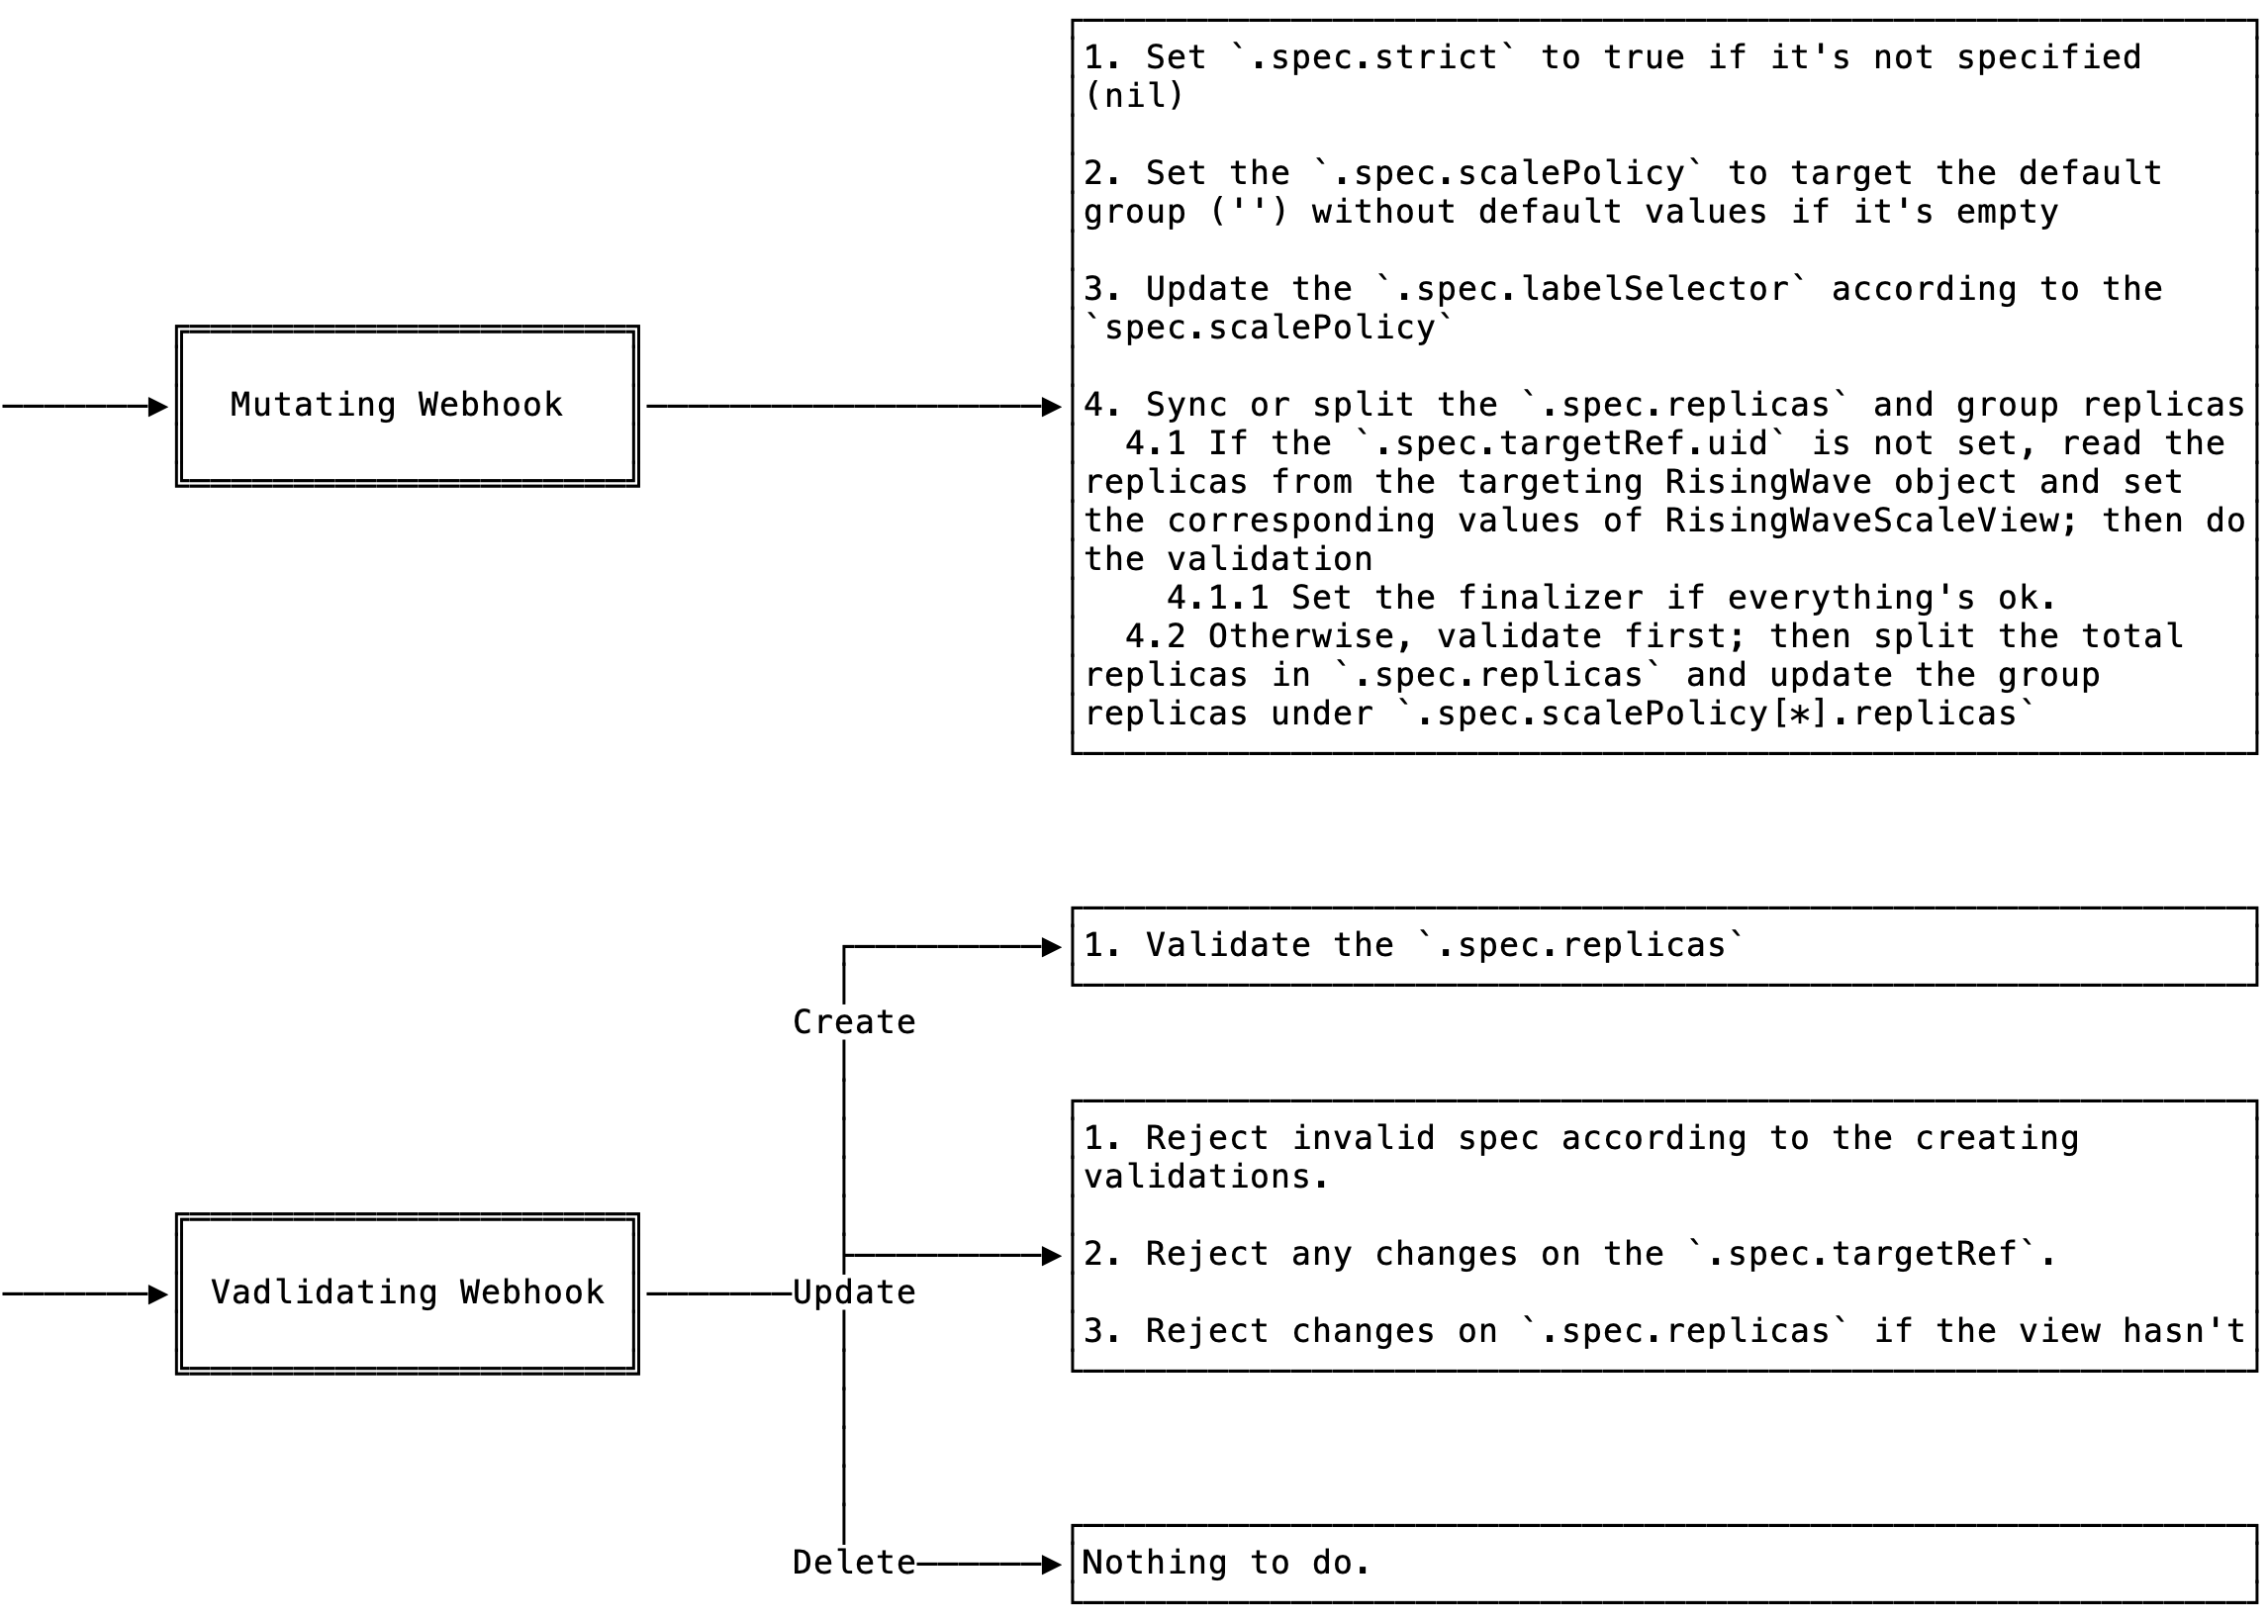 1. Set `.spec.strict` to true if it's not specified
(nil)
2. Set the `.spec.scalePolicy` to target the default
group ('') without default values if it's empty
3. Update the `.spec.labelSelector` according to the
`spec.scalePolicy`
Mutating Webhook
4. Sync or split the `.spec.replicas` and group replicas
4.1 If the `.spec.targetRef.uid` is not set, read the
replicas from the targeting RisingWave object and set
the corresponding values of RisingWaveScaleView; then do
the validation
4.1.1 Set the finalizer if everything's ok.
4.2 Otherwise, validate first; then split the total
replicas in `.spec.replicas` and update the group
replicas under `.spec.scalePolicy[*].replicas`
1. Validate the `.spec.replicas`
Create
1. Reject invalid spec according to the creating
validations.
2. Reject any changes on the `.spec.targetRef`.
Vadlidating Webhook
Update
3. Reject changes on `.spec.replicas` if the view hasn't
Delete
Nothing to do.